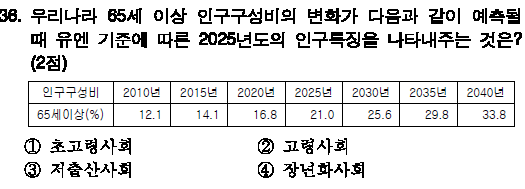 36. 우리나라 65세 이상 인구구성비의 변화가 다음과 같이 예측될
때 유엔 기준에 따른 2025년도의 인구특징을 나타내주는 것은?
(2점)
인구구성비 2010년 2015년 2020년 2025년 2030년 2035년 2040년
65세이상(%) 12.1 14.1 16.8 21.0 25.6 29.8 33.8
① 초고령사회 ② 고령사회
③ 저출산사회 ④ 장년화사회